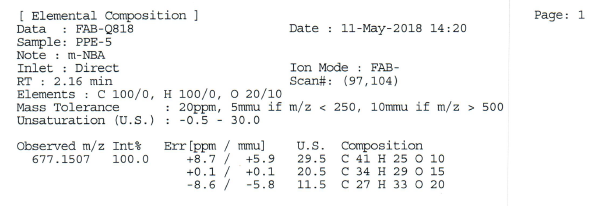 [ Elemental Composition ] Page: 1
Data : FAB-Q818 Date : 11-May-2018 14:20
Sample: PPE-5
Note : m-NBA
Inlet : Direct Ion Mode : FAB-
RT : 2.16 min Scan#: (97,104)
Elements : C 100/0, H 100/0, O 20/10
Mass Tolerance : 20ppm, 5mmu if m/z < 250, 10mmu if m/z > 500
Unsaturation (U.S.) : -0.5 - 30.0
Observed m/z Int% Err[ppm / mmu] U.S. Composition
677.1507 100.0 +8.7 / +5.9 29.5 C 41 H 25 O 10
+0.1 / +0.1 20.5 C 34 H 29 O 15
-8.6 / -5.8 11.5 C 27 H 33 O 20